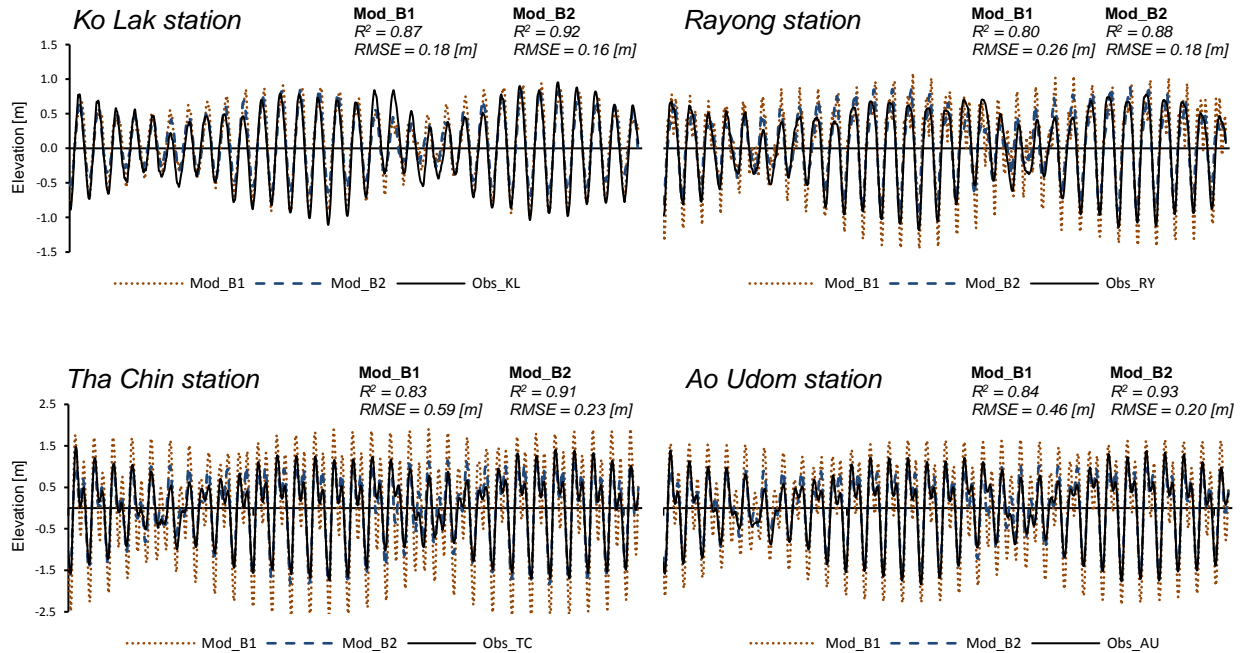 Ko Lak station
Mod_B1 Mod_B2
R² = 0.87 R² = 0.92
RMSE = 0.18 [m] RMSE = 0.16 [m]
Elevation [m]
1.5
1.0
0.5
0.0
-0.5
-1.0
-1.5
Mod_B1 Mod_B2 Obs_KL
Rayong station
Mod_B1 Mod_B2
R² = 0.80 R² = 0.88
RMSE = 0.26 [m] RMSE = 0.18 [m]
Mod_B1 Mod_B2 Obs_RY
Tha Chin station
Mod_B1 Mod_B2
R² = 0.83 R² = 0.91
RMSE = 0.59 [m] RMSE = 0.23 [m]
Elevation [m]
2.5
1.5
0.5
-0.5
-1.5
-2.5
Mod_B1 Mod_B2 Obs_TC
Ao Udom station
Mod_B1 Mod_B2
R² = 0.84 R² = 0.93
RMSE = 0.46 [m] RMSE = 0.20 [m]
Mod_B1 Mod_B2 Obs_AU